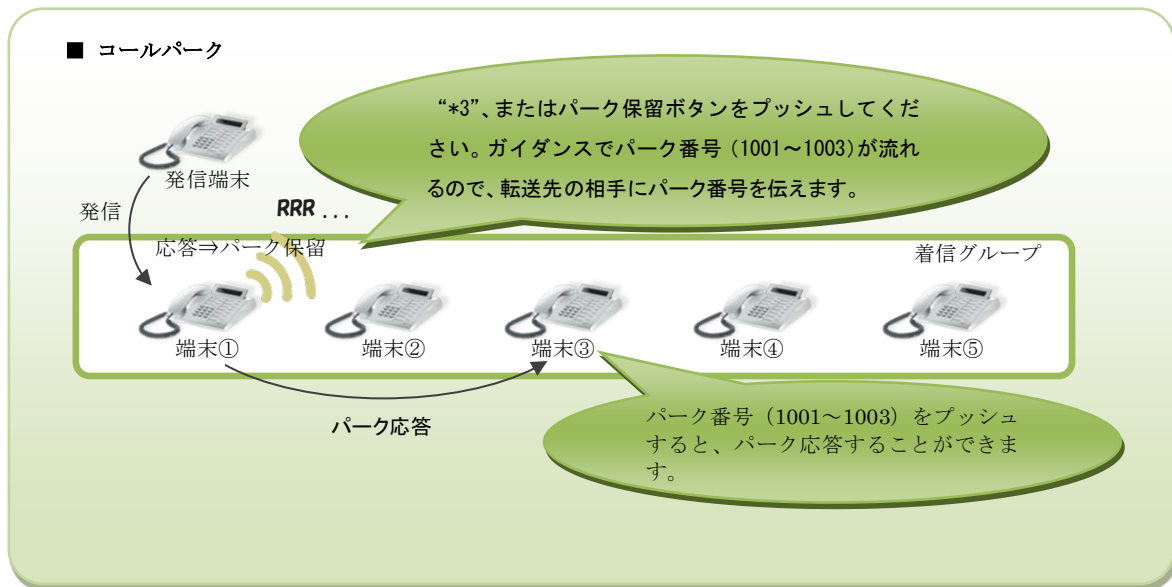 ■ コールパーク
“*3”、またはパーク保留ボタンをプッシュしてくだ
さい。ガイダンスでパーク番号（1001～1003）が流れ
るので、転送先の相手にパーク番号を伝えます。
発信端末
発信
RRR ...
応答⇒パーク保留
着信グループ
端末①
端末②
端末③
端末④
端末⑤
パーク応答
パーク番号（1001～1003）をプッシュ
すると、パーク応答することができま
す。